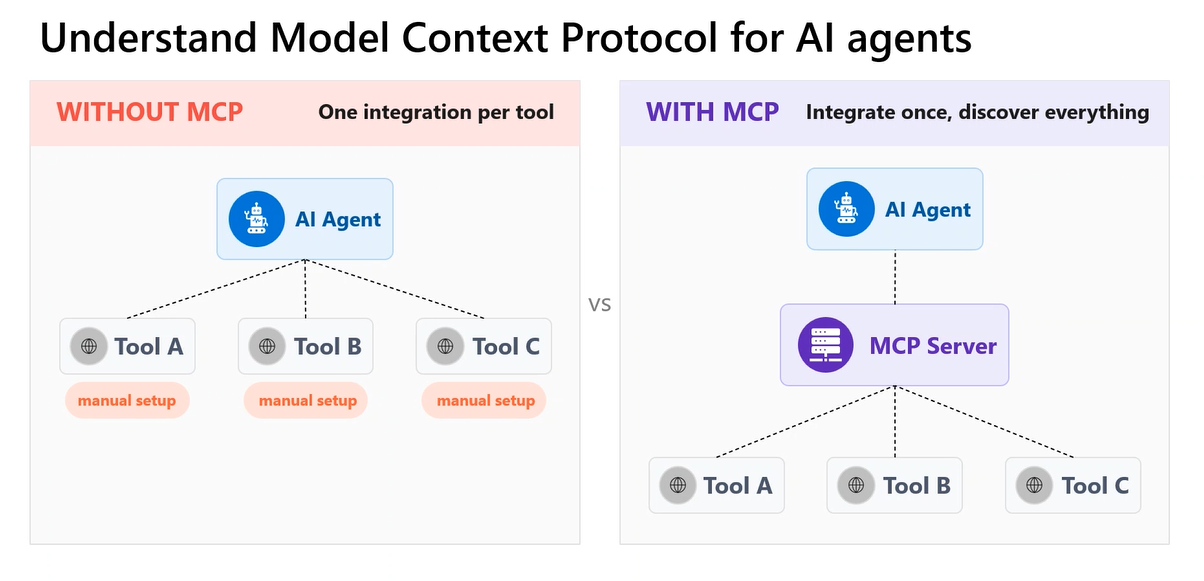 Understand Model Context Protocol for AI agents
WITHOUT MCP
One integration per tool
AI Agent
Tool A
Tool B
Tool C
manual setup
manual setup
manual setup
vs
WITH MCP
Integrate once, discover everything
AI Agent
MCP Server
Tool A
Tool B
Tool C